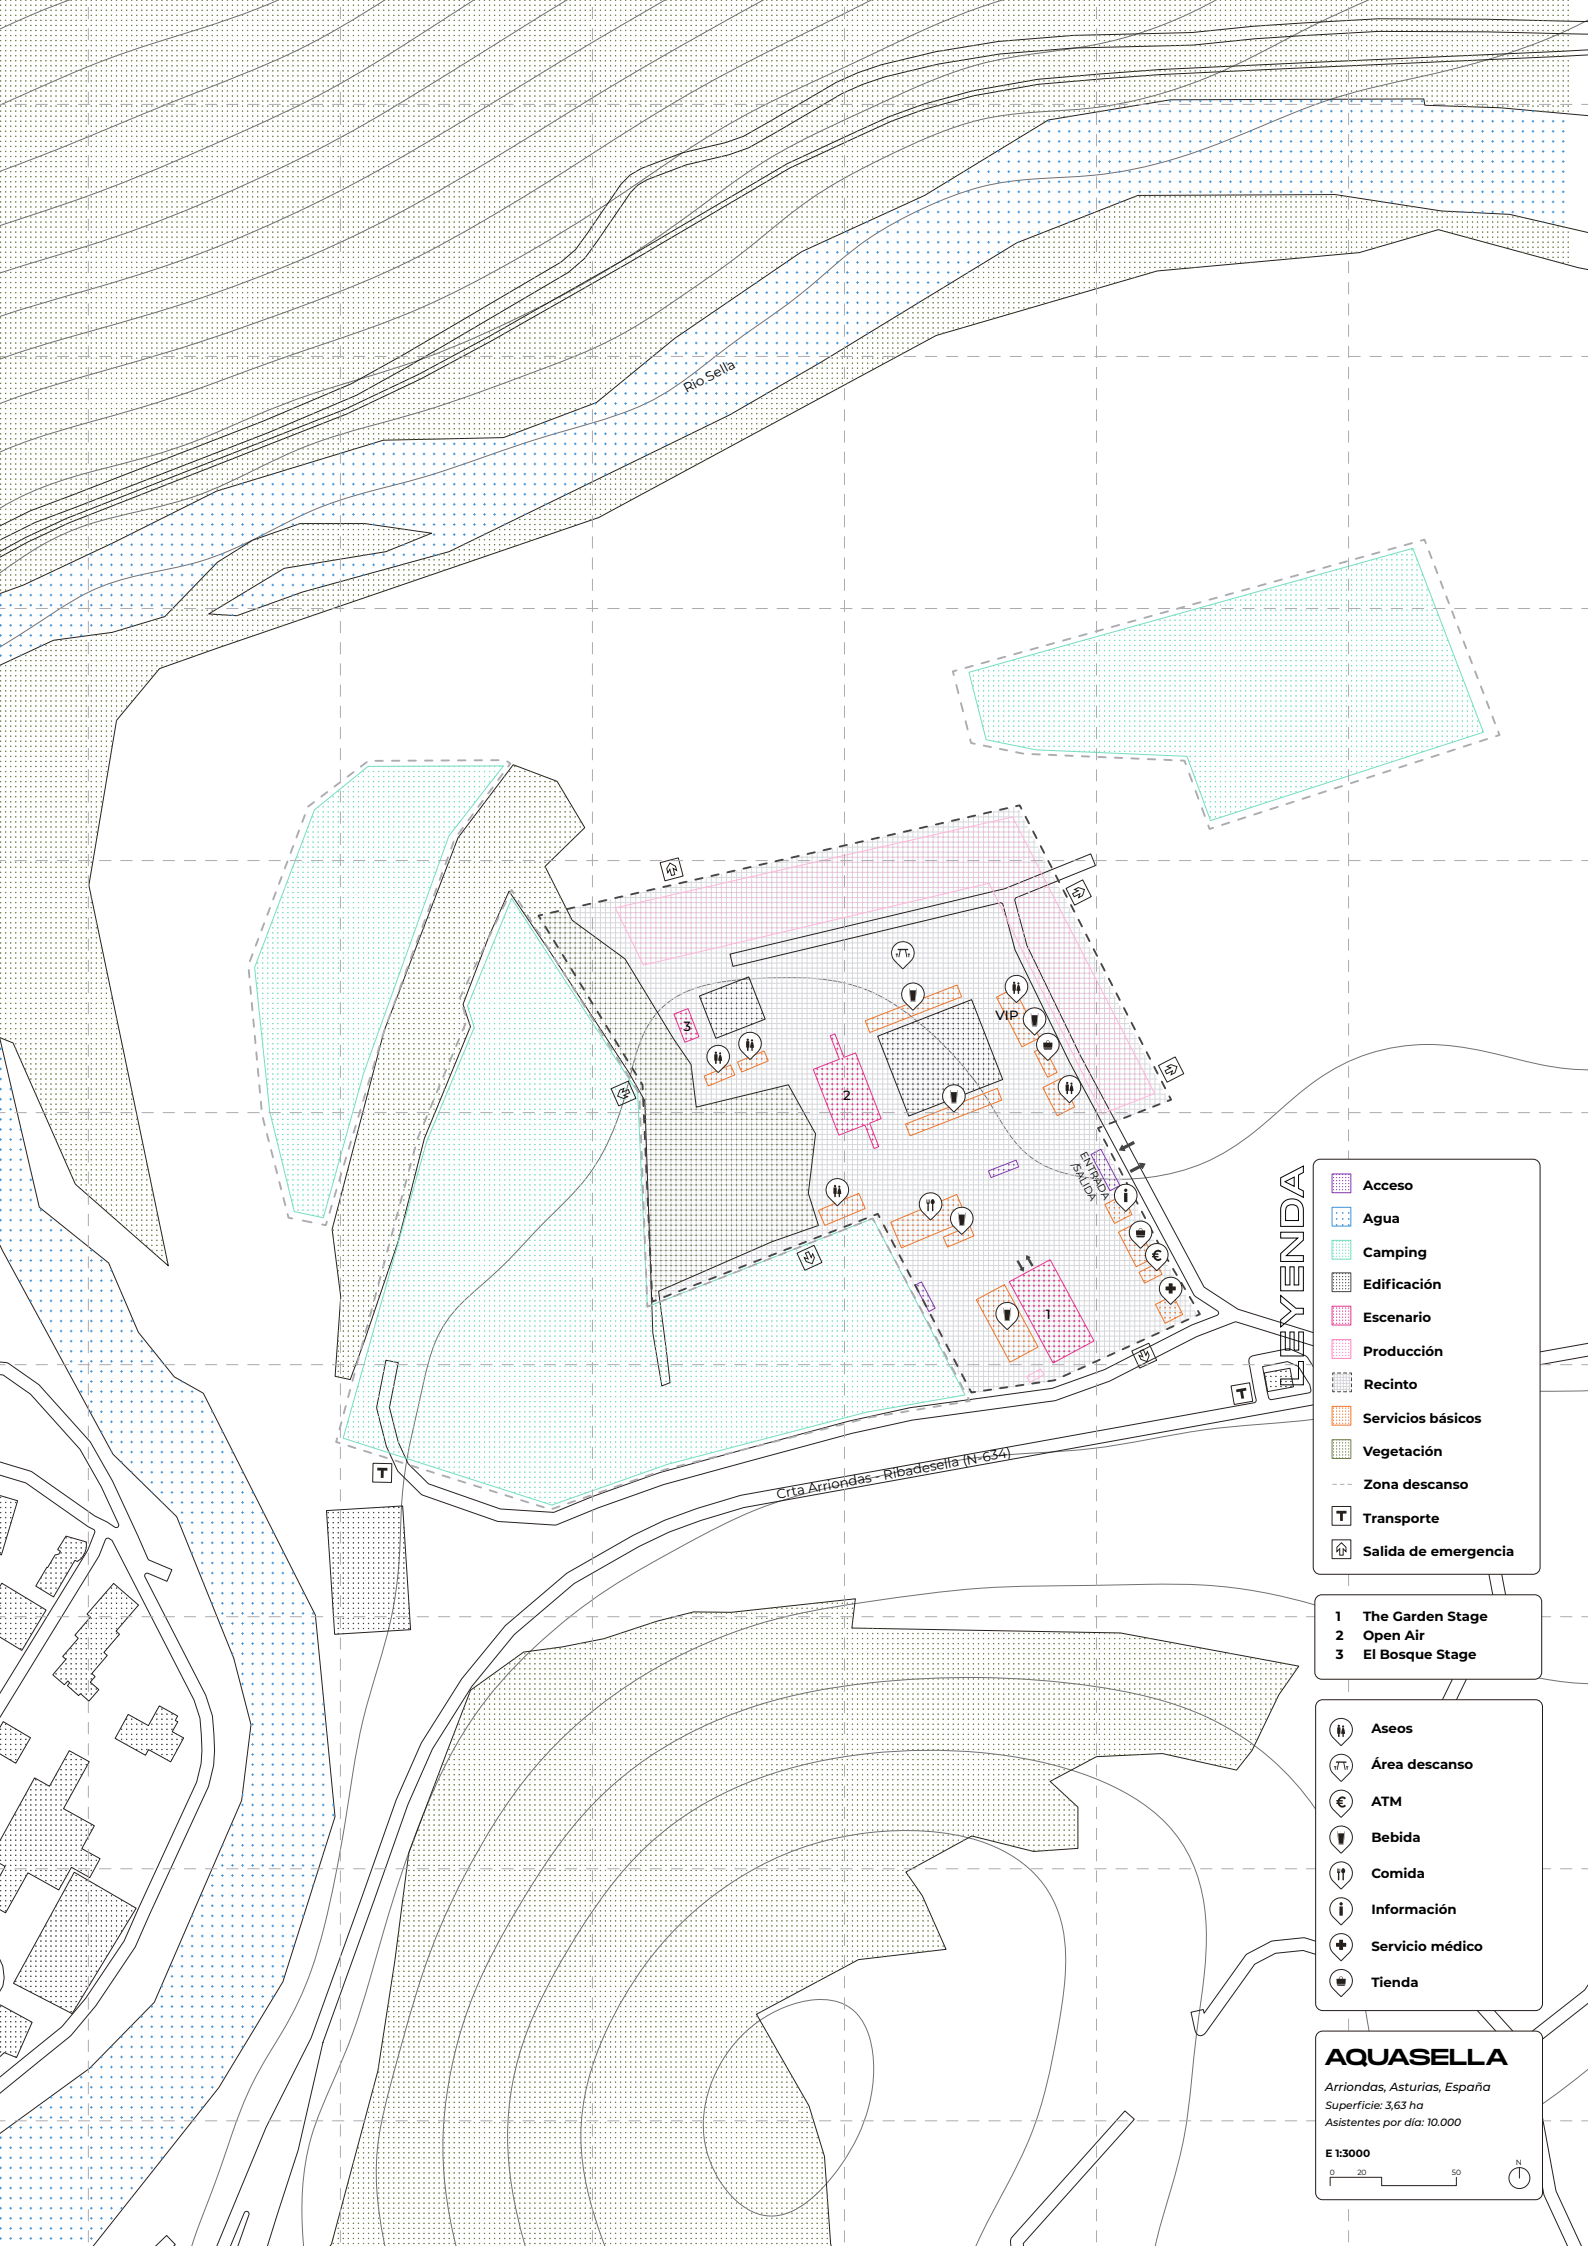 Rio Sella
3
VIP
2
ENTRADA
/SALIDA
1
€
T
T
Crta Arriondas - Ribadesella (N-634)
LEYENDA
Acceso
Agua
Camping
Edificación
Escenario
Producción
Recinto
Servicios básicos
Vegetación
Zona descanso
T Transporte
Salida de emergencia
1 The Garden Stage
2 Open Air
3 El Bosque Stage
Aseos
Área descanso
€ ATM
Bebida
Comida
i Información
Servicio médico
Tienda
AQUASELLA
Arriondas, Asturias, España
Superficie: 3,63 ha
Asistentes por día: 10.000
E 1:3000
0 20 50
N